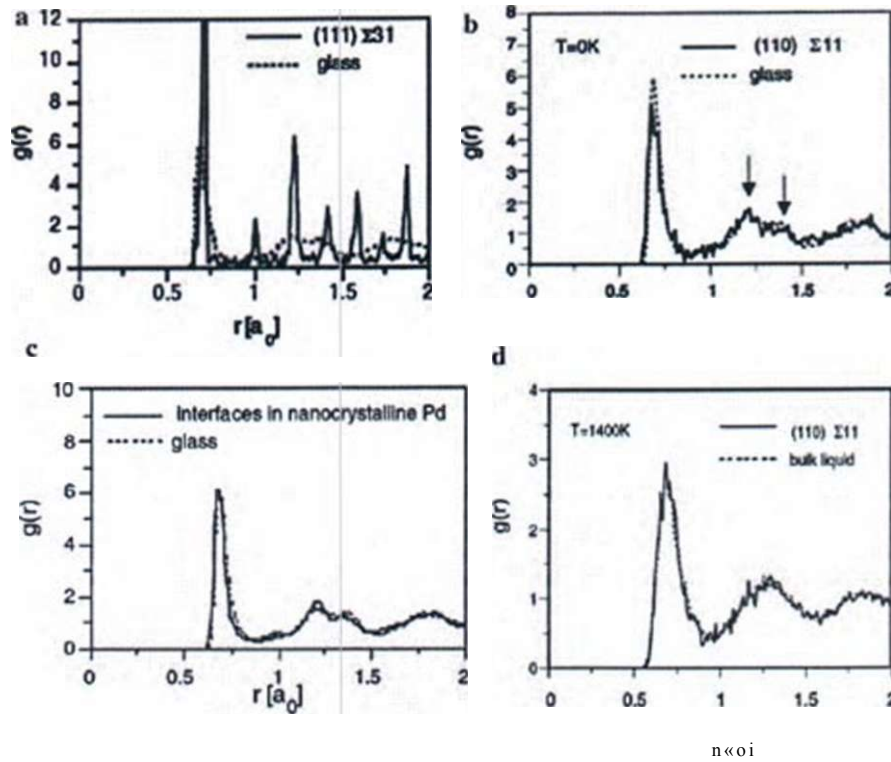 a
12
10
8
6
4
2
0
g(r)
(111) Σ31
glass
0 0.5 1 1.5 2
r[a₀]
b
8
7
6
5
4
3
2
1
0
g(r)
T=0K
(110) Σ11
glass
0 0.5 1 1.5 2
c
10
8
6
4
2
0
g(r)
Interfaces in nanocrystalline Pd
glass
0 0.5 1 1.5 2
r[a₀]
d
4
3
2
1
0
g(r)
T=1400K
(110) Σ11
bulk liquid
0 0.5 1 1.5 2
n«oi